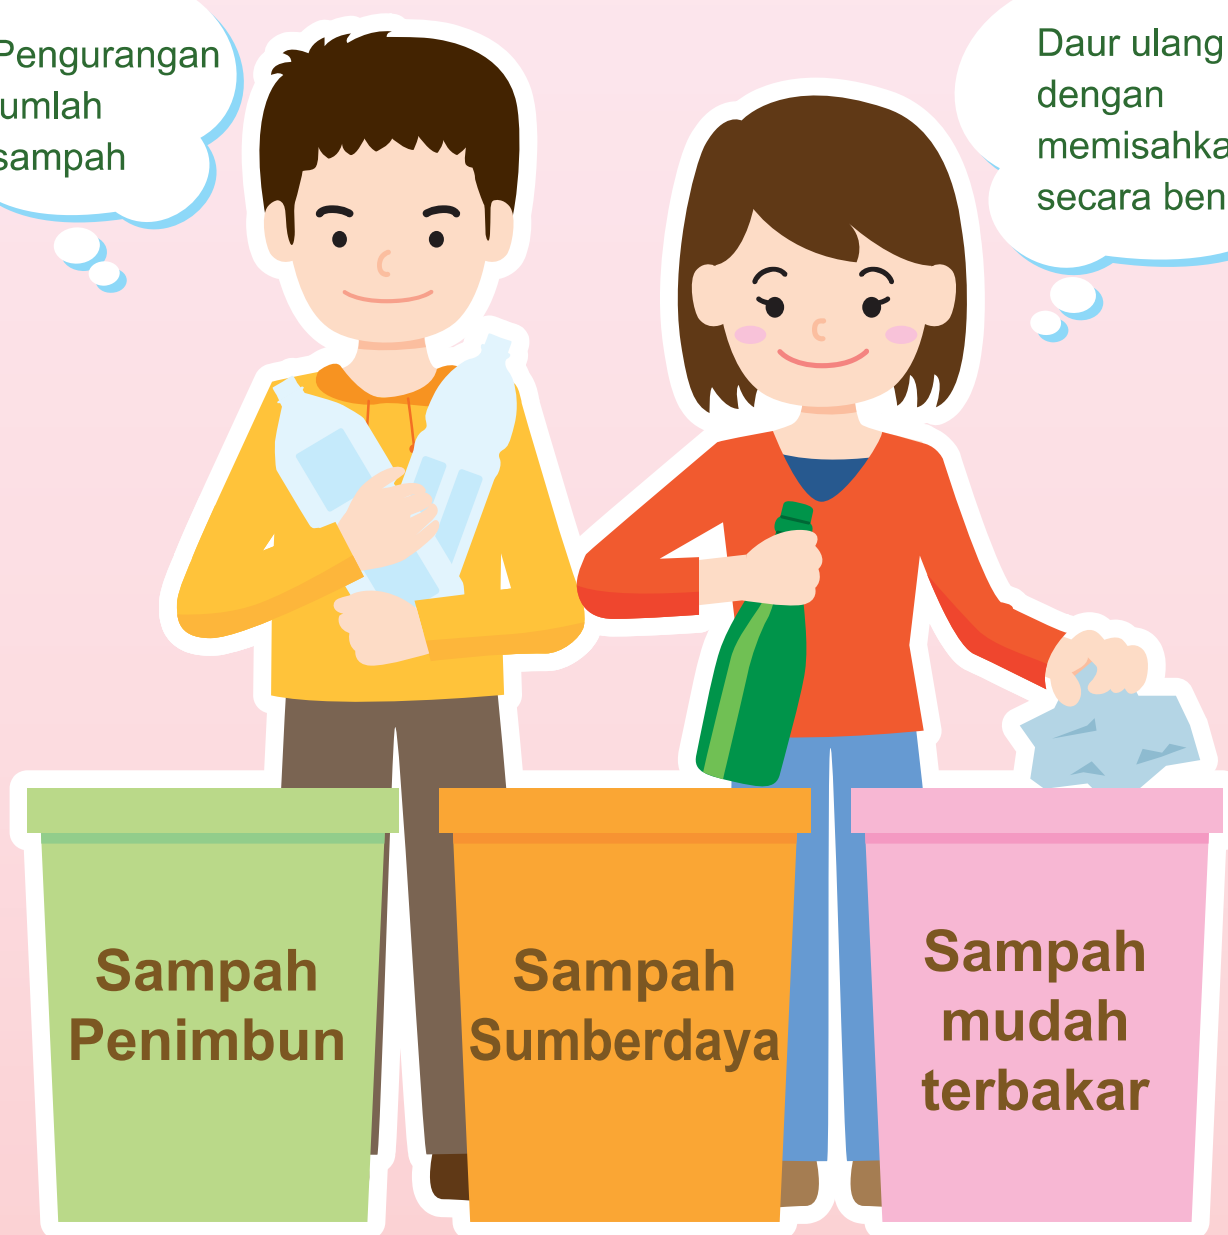 Pengurangan
umlah
sampah
Daur ulang
dengan
memisahka
secara ben
Sampah
Penimbun
Sampah
Sumberdaya
Sampah
mudah
terbakar